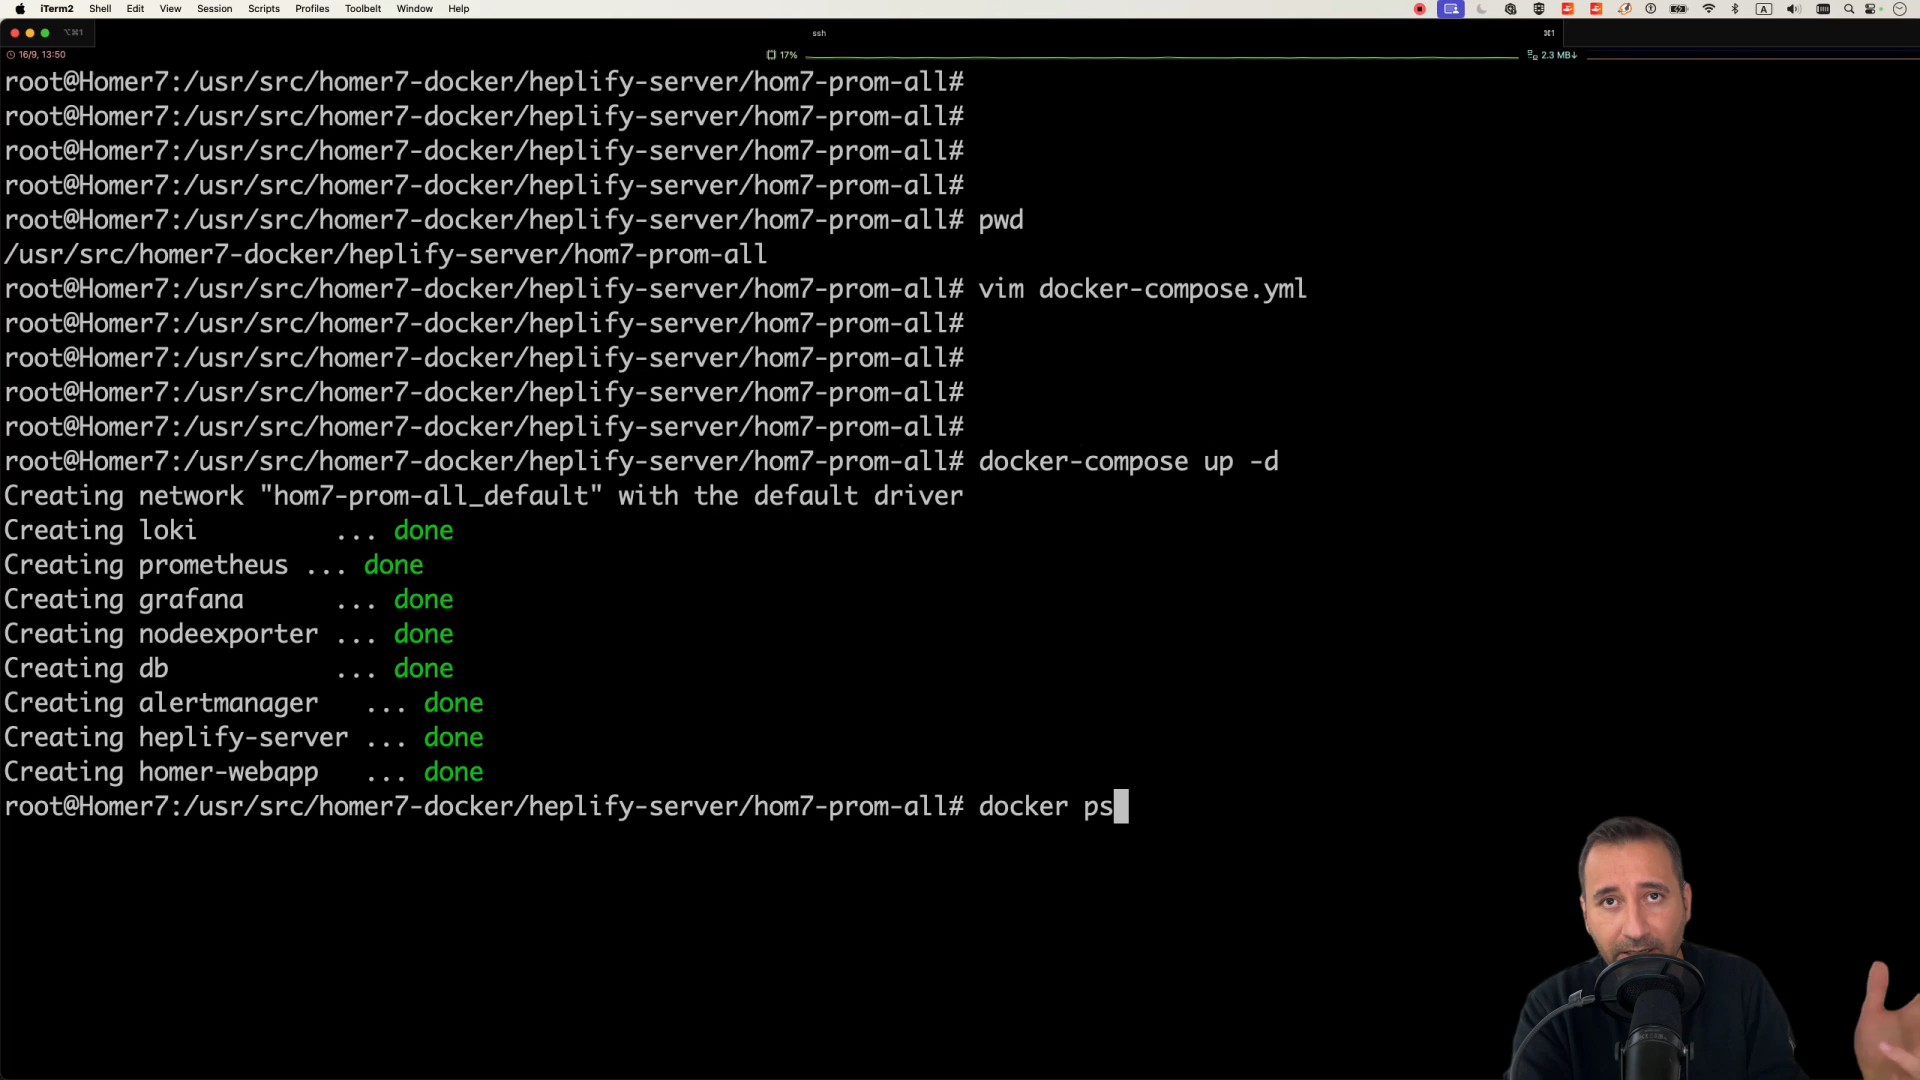 iTerm2 Shell Edit View Session Scripts Profiles Toolbelt Window Help
⌥⌘1 ssh ⌘1
16/9, 13:50 17% 2.3 MB↓
root@Homer7:/usr/src/homer7-docker/heplify-server/hom7-prom-all#
root@Homer7:/usr/src/homer7-docker/heplify-server/hom7-prom-all#
root@Homer7:/usr/src/homer7-docker/heplify-server/hom7-prom-all#
root@Homer7:/usr/src/homer7-docker/heplify-server/hom7-prom-all#
root@Homer7:/usr/src/homer7-docker/heplify-server/hom7-prom-all# pwd
/usr/src/homer7-docker/heplify-server/hom7-prom-all
root@Homer7:/usr/src/homer7-docker/heplify-server/hom7-prom-all# vim docker-compose.yml
root@Homer7:/usr/src/homer7-docker/heplify-server/hom7-prom-all#
root@Homer7:/usr/src/homer7-docker/heplify-server/hom7-prom-all#
root@Homer7:/usr/src/homer7-docker/heplify-server/hom7-prom-all#
root@Homer7:/usr/src/homer7-docker/heplify-server/hom7-prom-all#
root@Homer7:/usr/src/homer7-docker/heplify-server/hom7-prom-all# docker-compose up -d
Creating network "hom7-prom-all_default" with the default driver
Creating loki ... done
Creating prometheus ... done
Creating grafana ... done
Creating nodeexporter ... done
Creating db ... done
Creating alertmanager ... done
Creating heplify-server ... done
Creating homer-webapp ... done
root@Homer7:/usr/src/homer7-docker/heplify-server/hom7-prom-all# docker ps